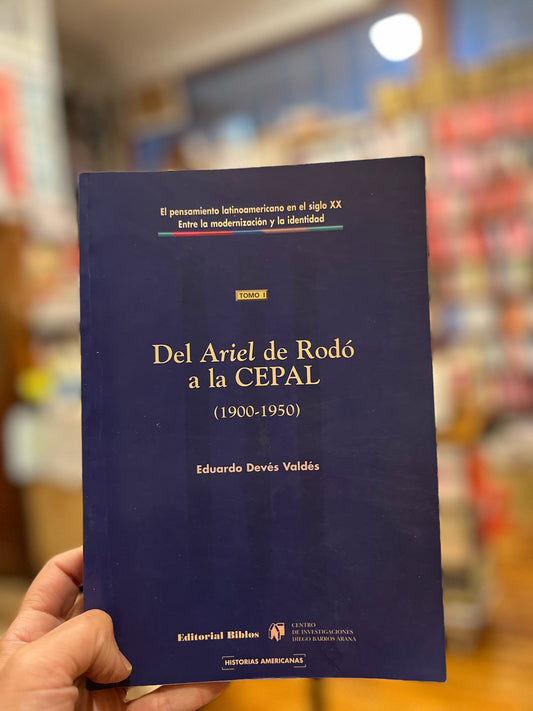 El pensamiento latinoamericano en el siglo XX
Entre la modernización y la identidad
TOMO I
Del Ariel de Rodó
a la CEPAL
(1900-1950)
Eduardo Devés Valdés
Editorial Biblos
CENTRO
DE INVESTIGACIONES
DIEGO BARROS ARANA
HISTORIAS AMERICANAS